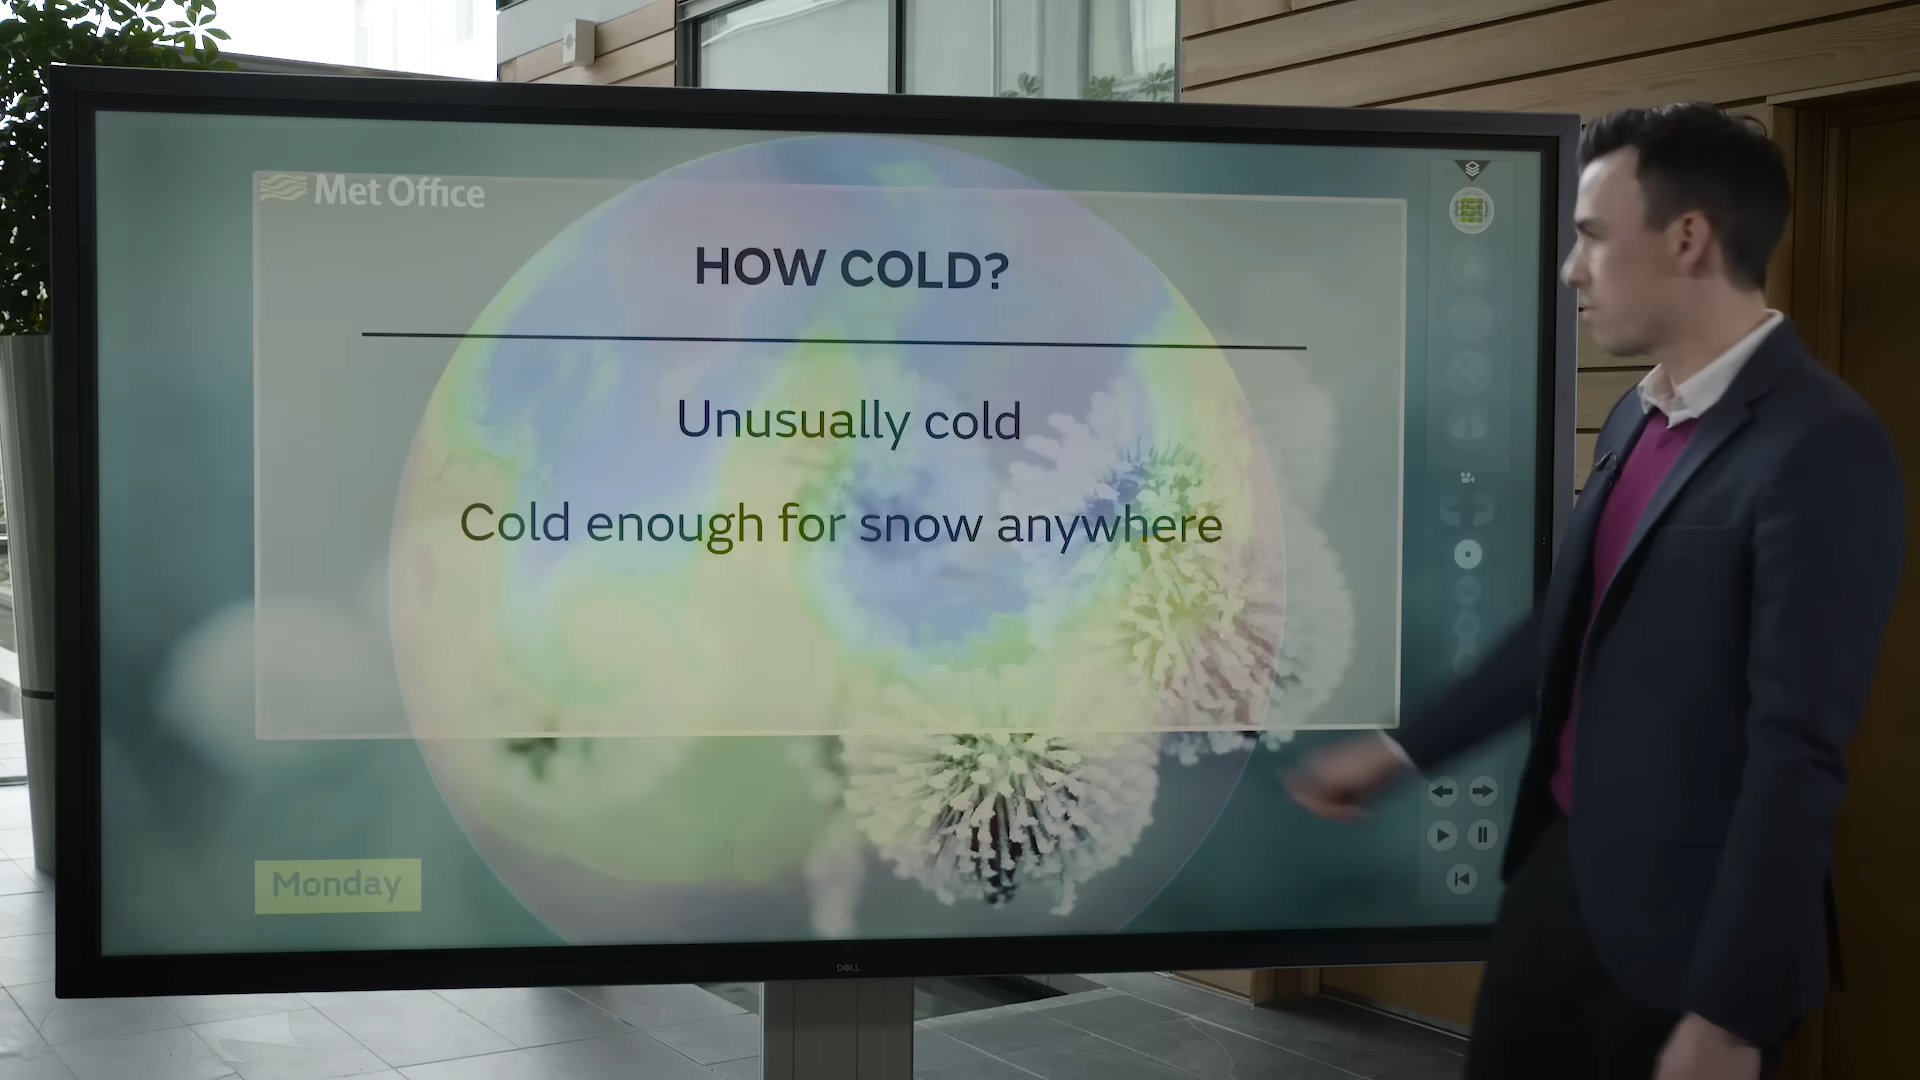 Met Office
HOW COLD?
Unusually cold
Cold enough for snow anywhere
Monday
DELL